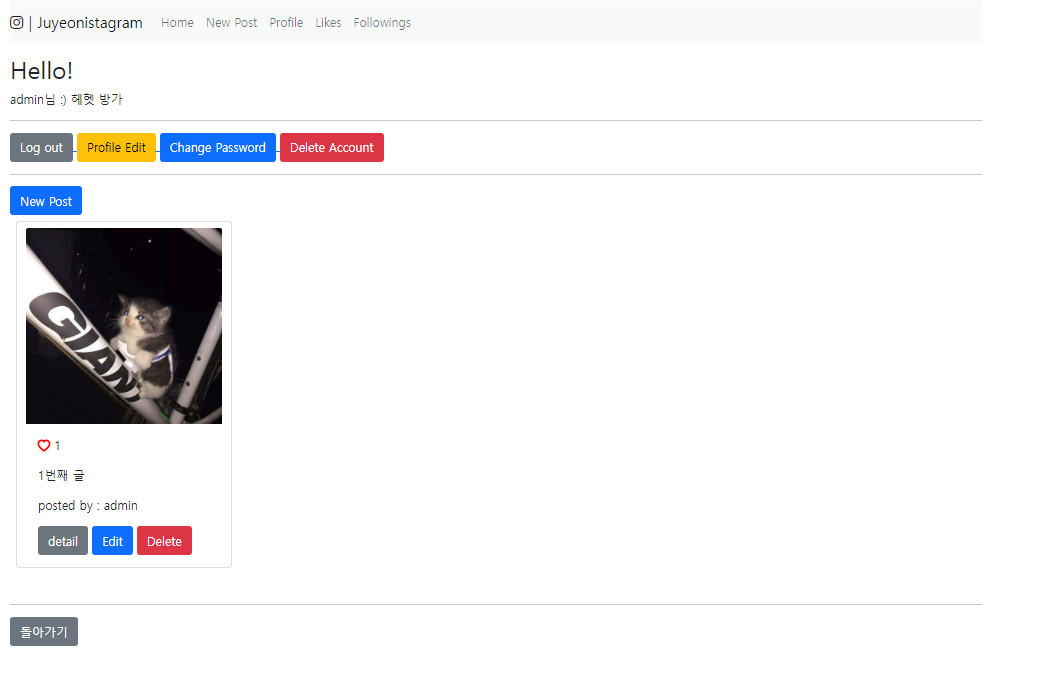 | Juyeonistagram Home New Post Profile Likes Followings
Hello!
admin님 :) 헤헷 방가
Log out Profile Edit Change Password Delete Account
New Post
GIANT
1
1번째 글
posted by : admin
detail Edit Delete
돌아가기